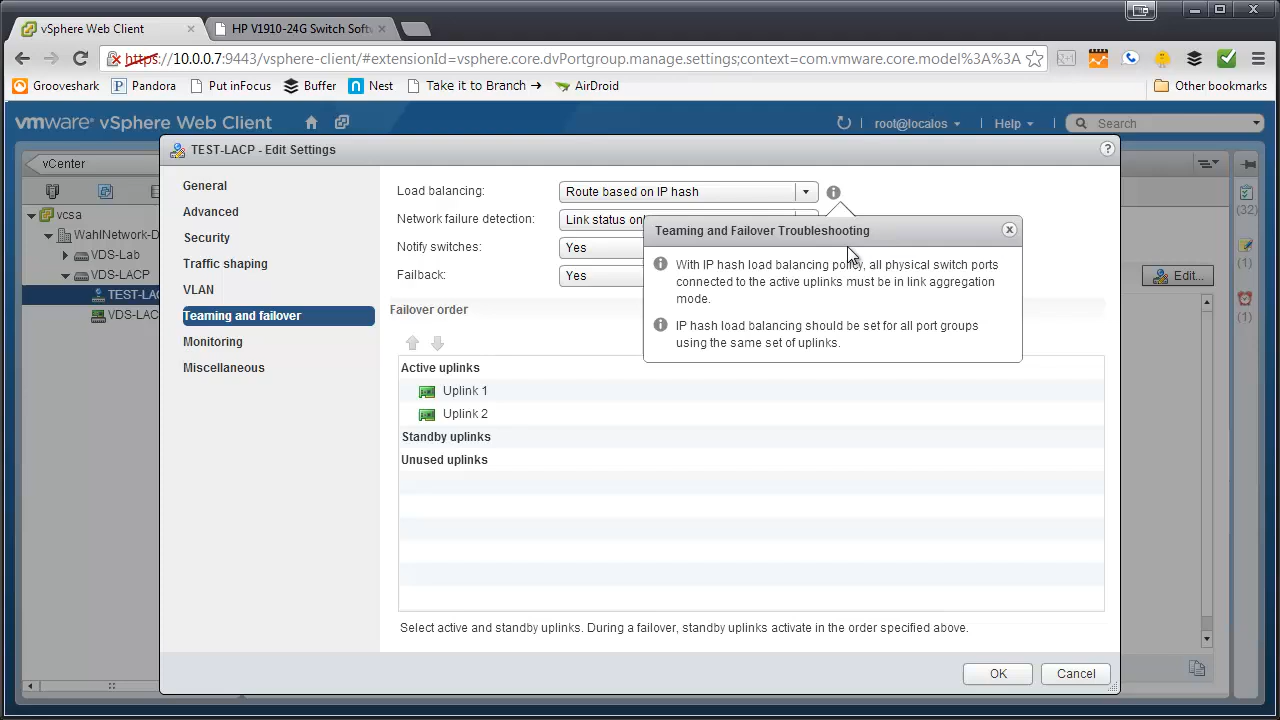 vSphere Web Client
HP V1910-24G Switch Soft
https://10.0.0.7:9443/vsphere-client/#extensionId=vsphere.core.dvPortgroup.manage.settings;context=com.vmware.core.model%3A%3A
Grooveshark
Pandora
Put inFocus
Buffer
Nest
Take it to Branch →
AirDroid
Other bookmarks
vmware® vSphere Web Client
root@localos
Help
Search
TEST-LACP - Edit Settings
vCenter
vcsa
WahlNetwork-D
VDS-Lab
VDS-LACP
TEST-LAC
VDS-LAC
General
Advanced
Security
Traffic shaping
VLAN
Teaming and failover
Monitoring
Miscellaneous
Load balancing:
Route based on IP hash
Network failure detection:
Link status onl
Notify switches:
Yes
Failback:
Yes
Teaming and Failover Troubleshooting
With IP hash load balancing policy, all physical switch ports
connected to the active uplinks must be in link aggregation
mode.
IP hash load balancing should be set for all port groups
using the same set of uplinks.
Failover order
Active uplinks
Uplink 1
Uplink 2
Standby uplinks
Unused uplinks
Select active and standby uplinks. During a failover, standby uplinks activate in the order specified above.
OK
Cancel
Edit...
(32)
(1)
(1)